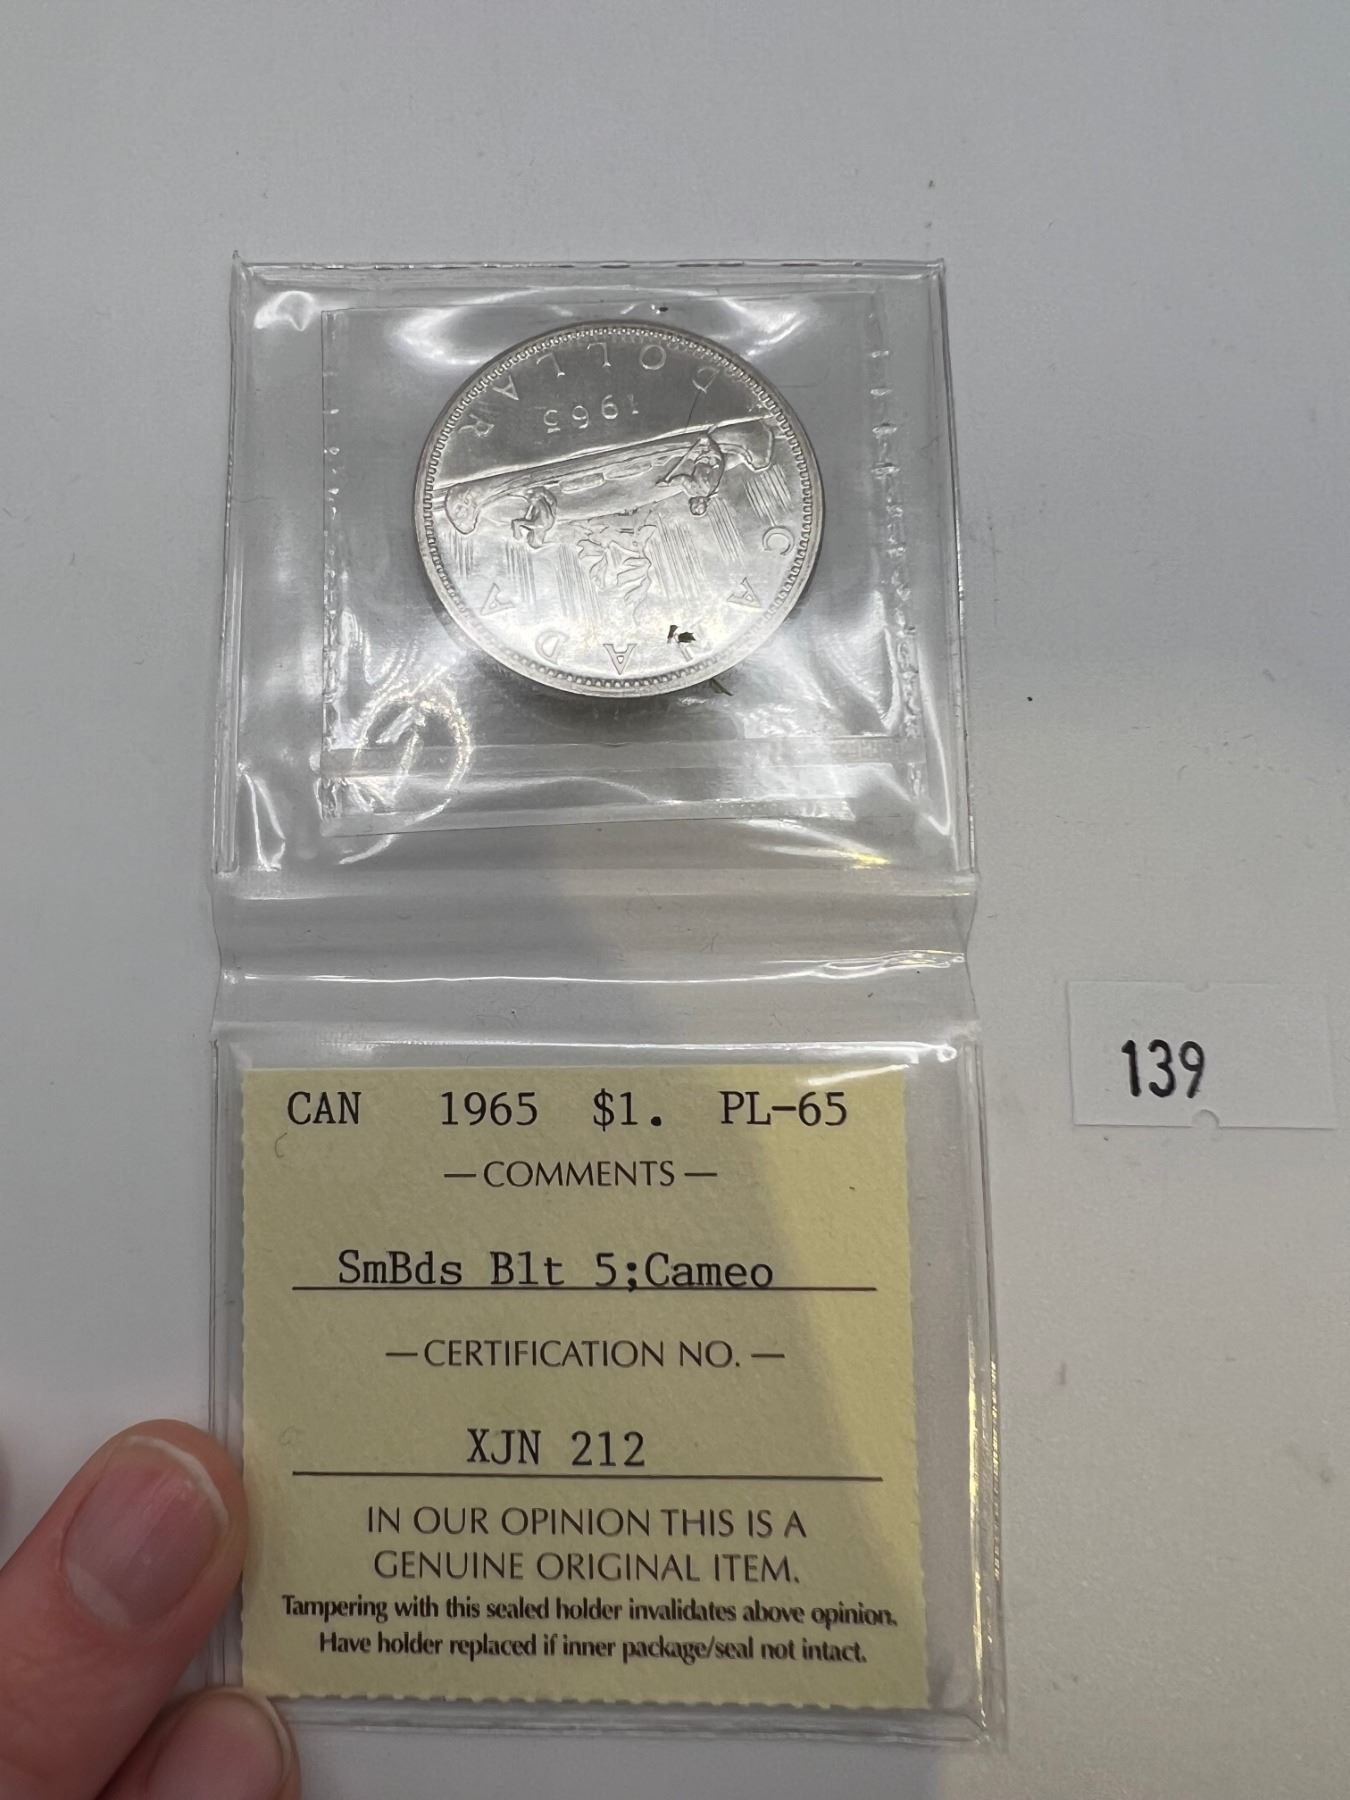 CANADA
1965
DOLLAR
CAN 1965 $1. PL-65
—COMMENTS—
SmBds Blt 5;Cameo
—CERTIFICATION NO.—
XJN 212
IN OUR OPINION THIS IS A
GENUINE ORIGINAL ITEM.
Tampering with this sealed holder invalidates above opinion.
Have holder replaced if inner package/seal not intact.
139